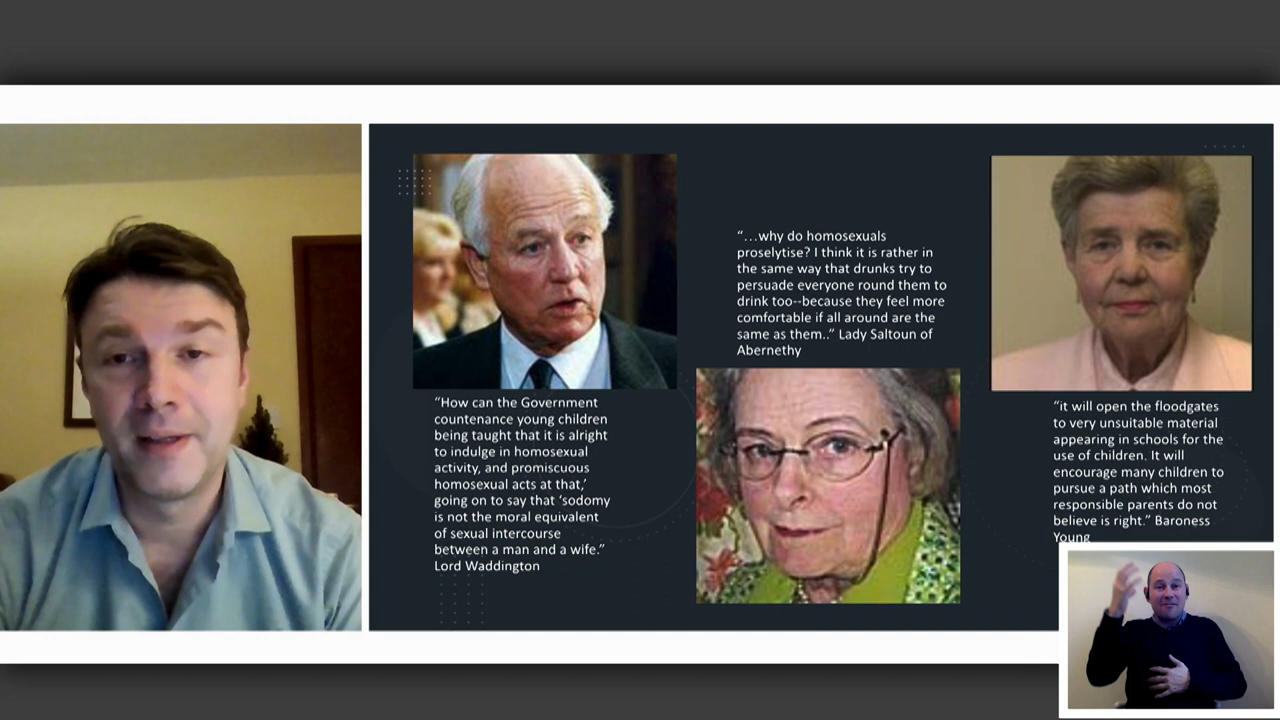 “How can the Government
countenance young children
being taught that it is alright
to indulge in homosexual
activity, and promiscuous
homosexual acts at that,’
going on to say that ‘sodomy
is not the moral equivalent
of sexual intercourse
between a man and a wife.”
Lord Waddington
“…why do homosexuals
proselytise? I think it is rather in
the same way that drunks try to
persuade everyone round them to
drink too--because they feel more
comfortable if all around are the
same as them..” Lady Saltoun of
Abernethy
“it will open the floodgates
to very unsuitable material
appearing in schools for the
use of children. It will
encourage many children to
pursue a path which most
responsible parents do not
believe is right.” Baroness
Young